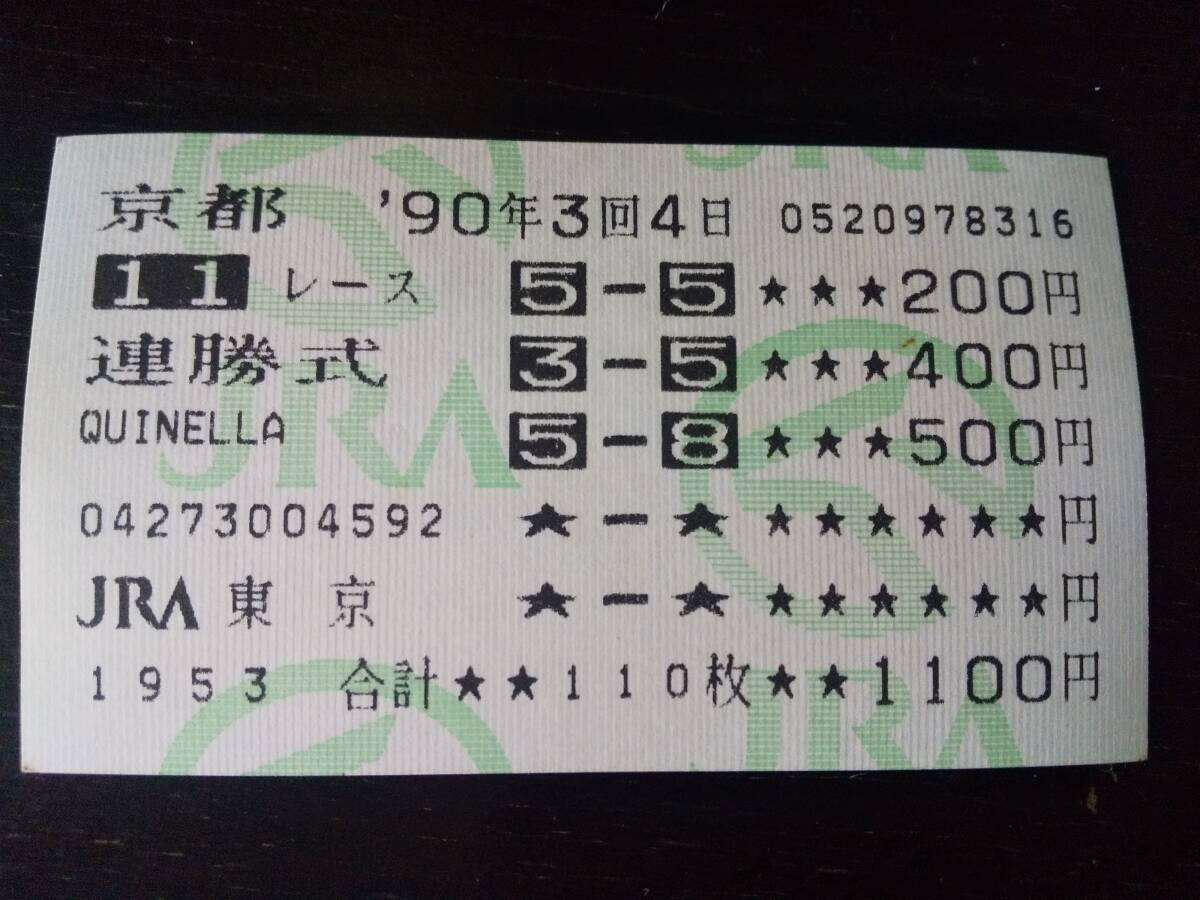 京都 '90年3回4日 0520978316
11レース 5-5 ★★★200円
連勝式 3-5 ★★★400円
QUINELLA 5-8 ★★★500円
04273004592 ★-★ ★★★★★★円
JRA 東京 ★-★ ★★★★★★円
1953 合計★★110枚★★1100円